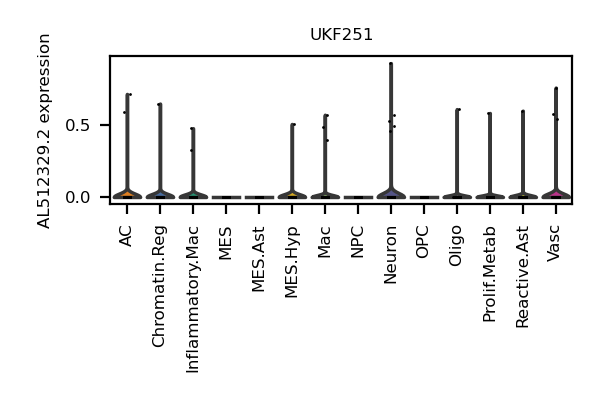 UKF251
AL512329.2 expression
0.5
0.0
AC
Chromatin.Reg
Inflammatory.Mac
MES
MES.Ast
MES.Hyp
Mac
NPC
Neuron
OPC
Oligo
Prolif.Metab
Reactive.Ast
Vasc